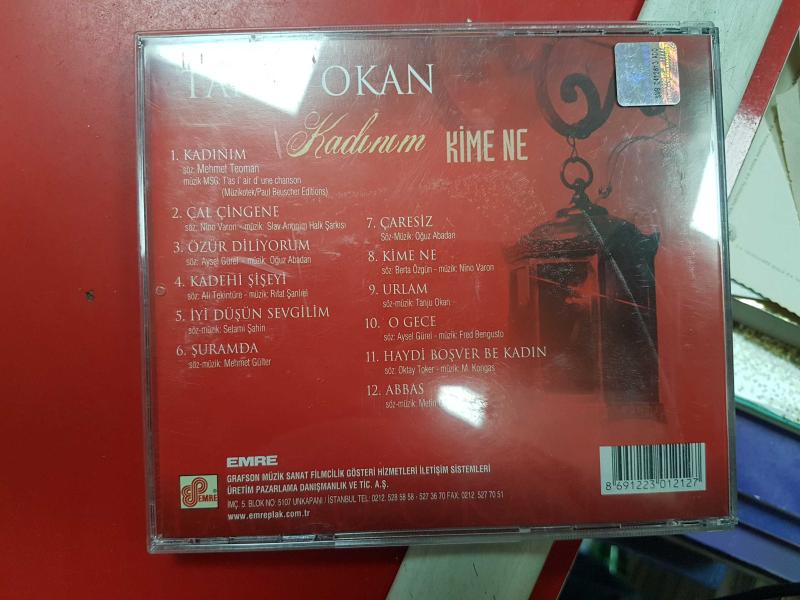 OKAN
Kadınım KİME NE
1. KADINIM
söz: Mehmet Teoman
müzik MSG: T'as l' air d' une chanson
(Müzikotek/Paul Beuscher Editions)
2. ÇAL ÇİNGENE
söz: Nino Varon - müzik: Slav Anonim Halk Şarkısı
3. ÖZÜR DİLİYORUM
söz: Aysel Gürel - müzik: Oğuz Abadan
4. KADEHİ ŞİŞEYİ
söz: Ali Tekintüre - müzik: Rıfat Şanlıel
5. İYİ DÜŞÜN SEVGİLİM
söz-müzik: Selami Şahin
6. ŞURAMDA
söz-müzik: Mehmet Gülter
7. ÇARESİZ
Söz-Müzik: Oğuz Abadan
8. KİME NE
söz: Berta Özgün - müzik: Nino Varon
9. URLAM
söz-müzik: Tanju Okan
10. O GECE
söz: Aysel Gürel - müzik: Fred Bengusto
11. HAYDİ BOŞVER BE KADIN
söz: Oktay Toker - müzik: M. Kongas
12. ABBAS
söz-müzik: Metin
EMRE
GRAFSON MÜZİK SANAT FİLMCİLİK GÖSTERİ HİZMETLERİ İLETİŞİM SİSTEMLERİ
ÜRETİM PAZARLAMA DANIŞMANLIK VE TİC. A.Ş.
İMÇ. 5. BLOK NO: 5107 UNKAPANI / İSTANBUL TEL: 0212. 528 58 58 - 527 36 70 FAX: 0212. 527 70 51
www.emreplak.com
EMRE
8 691223 012127